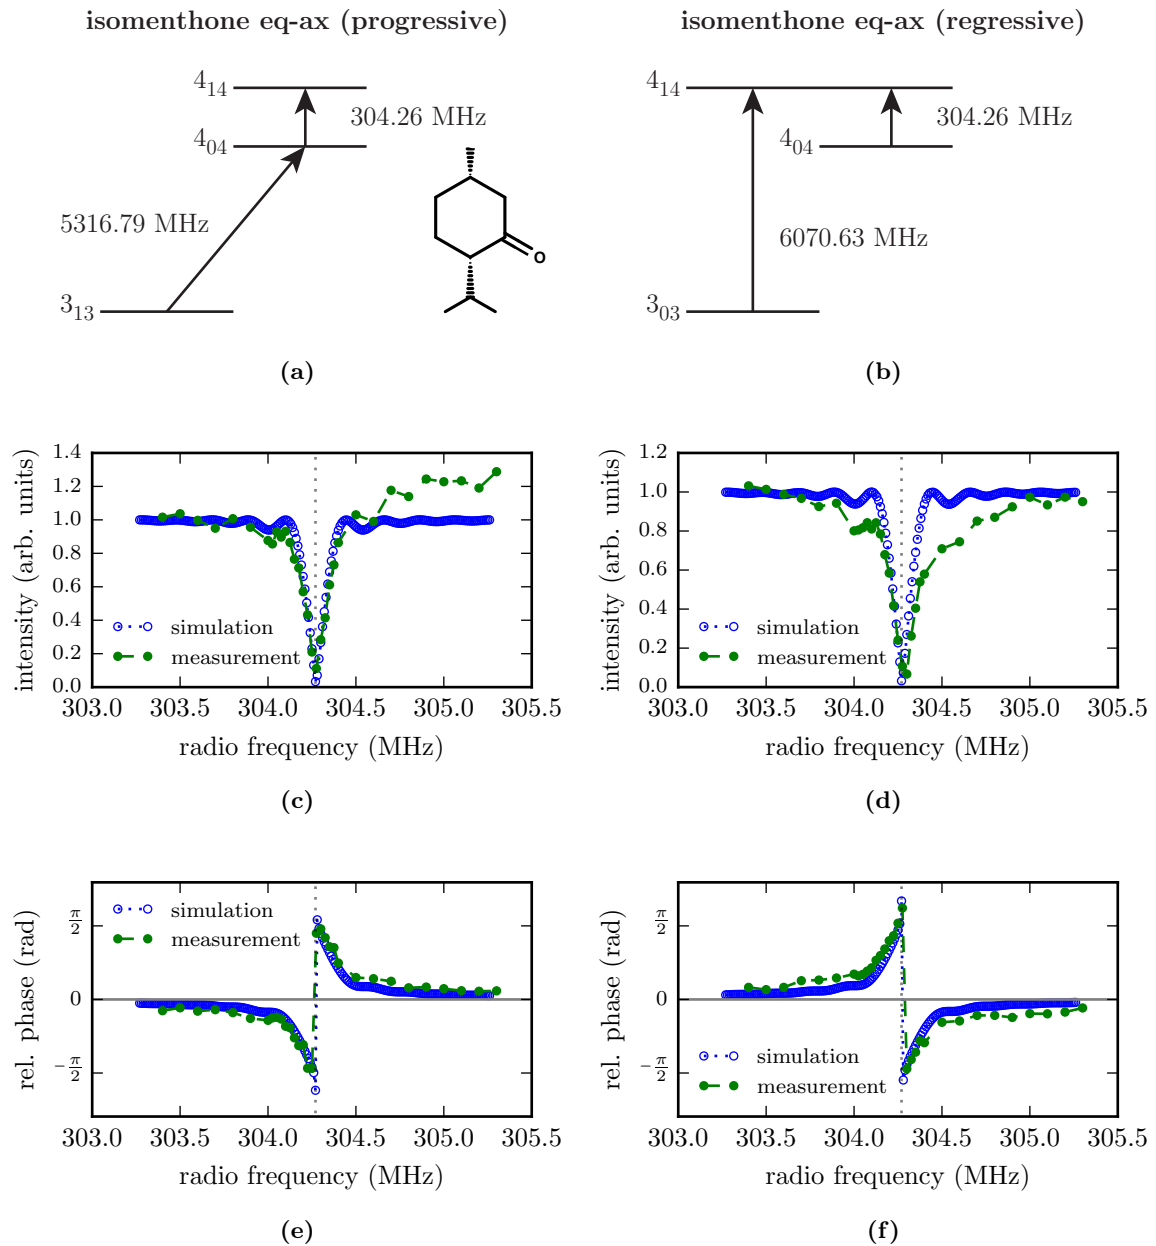 isomenthone eq-ax (progressive)
4₁₄
304.26 MHz
4₀₄
5316.79 MHz
O
3₁₃
(a)
isomenthone eq-ax (regressive)
4₁₄
304.26 MHz
4₀₄
6070.63 MHz
3₀₃
(b)
intensity (arb. units)
1.4
1.2
1.0
0.8
0.6
0.4
0.2
0.0
simulation
measurement
303.0 303.5 304.0 304.5 305.0 305.5
radio frequency (MHz)
(c)
intensity (arb. units)
1.2
1.0
0.8
0.6
0.4
0.2
0.0
simulation
measurement
303.0 303.5 304.0 304.5 305.0 305.5
radio frequency (MHz)
(d)
rel. phase (rad)
π/2
0
−π/2
simulation
measurement
303.0 303.5 304.0 304.5 305.0 305.5
radio frequency (MHz)
(e)
rel. phase (rad)
π/2
0
−π/2
simulation
measurement
303.0 303.5 304.0 304.5 305.0 305.5
radio frequency (MHz)
(f)